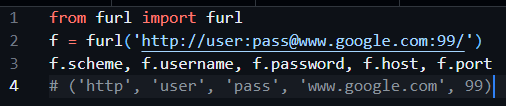 1 from furl import furl
2 f = furl('http://user:pass@www.google.com:99/')
3 f.scheme, f.username, f.password, f.host, f.port
4 # ('http', 'user', 'pass', 'www.google.com', 99)